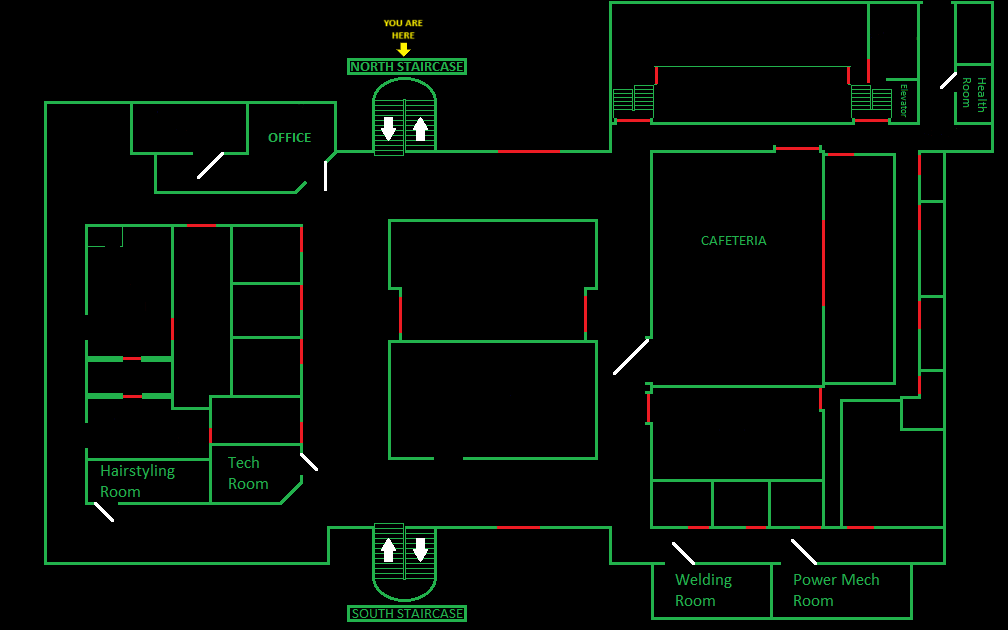 YOU ARE
HERE
NORTH STAIRCASE
OFFICE
Elevator
Health
Room
CAFETERIA
Hairstyling
Room
Tech
Room
Welding
Room
Power Mech
Room
SOUTH STAIRCASE